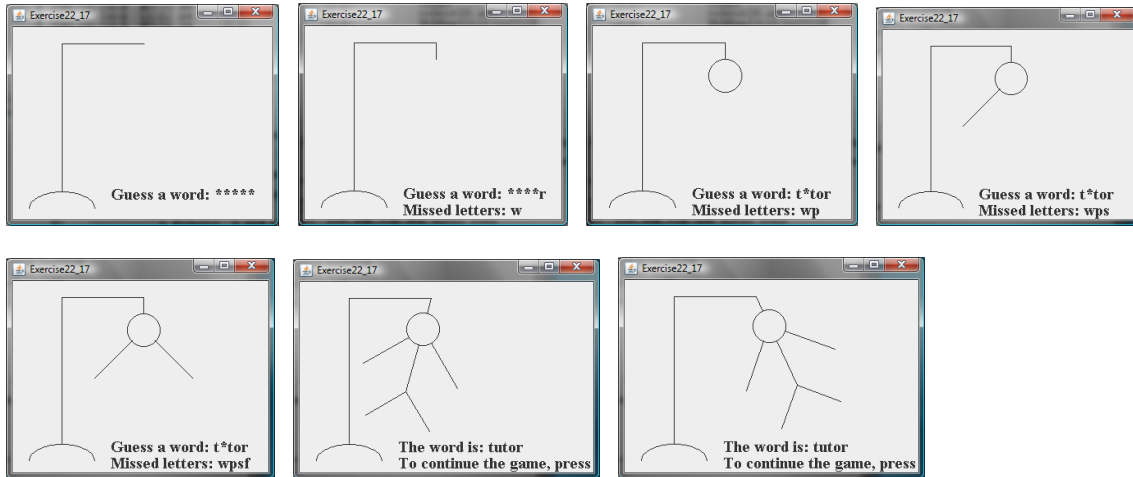 Exercise22_17
Guess a word: *****
Exercise22_17
Guess a word: ****r
Missed letters: w
Exercise22_17
Guess a word: t*tor
Missed letters: wp
Exercise22_17
Guess a word: t*tor
Missed letters: wps
Exercise22_17
Guess a word: t*tor
Missed letters: wpsf
Exercise22_17
The word is: tutor
To continue the game, press
Exercise22_17
The word is: tutor
To continue the game, press